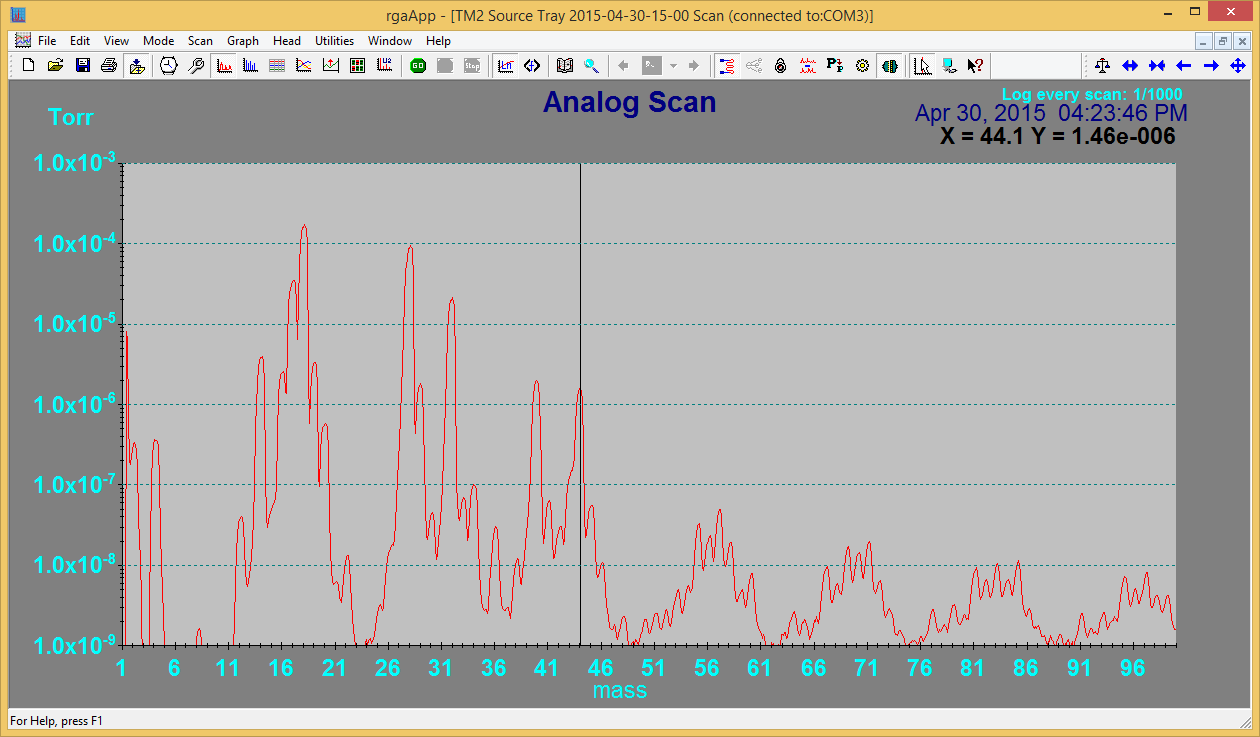 rgaApp - [TM2 Source Tray 2015-04-30-15-00 Scan (connected to:COM3)]
File Edit View Mode Scan Graph Head Utilities Window Help
GO Stop
Log every scan: 1/1000
Analog Scan
Apr 30, 2015 04:23:46 PM
X = 44.1 Y = 1.46e-006
Torr
1.0x10-3
1.0x10-4
1.0x10-5
1.0x10-6
1.0x10-7
1.0x10-8
1.0x10-9
1 6 11 16 21 26 31 36 41 46 51 56 61 66 71 76 81 86 91 96
mass
For Help, press F1